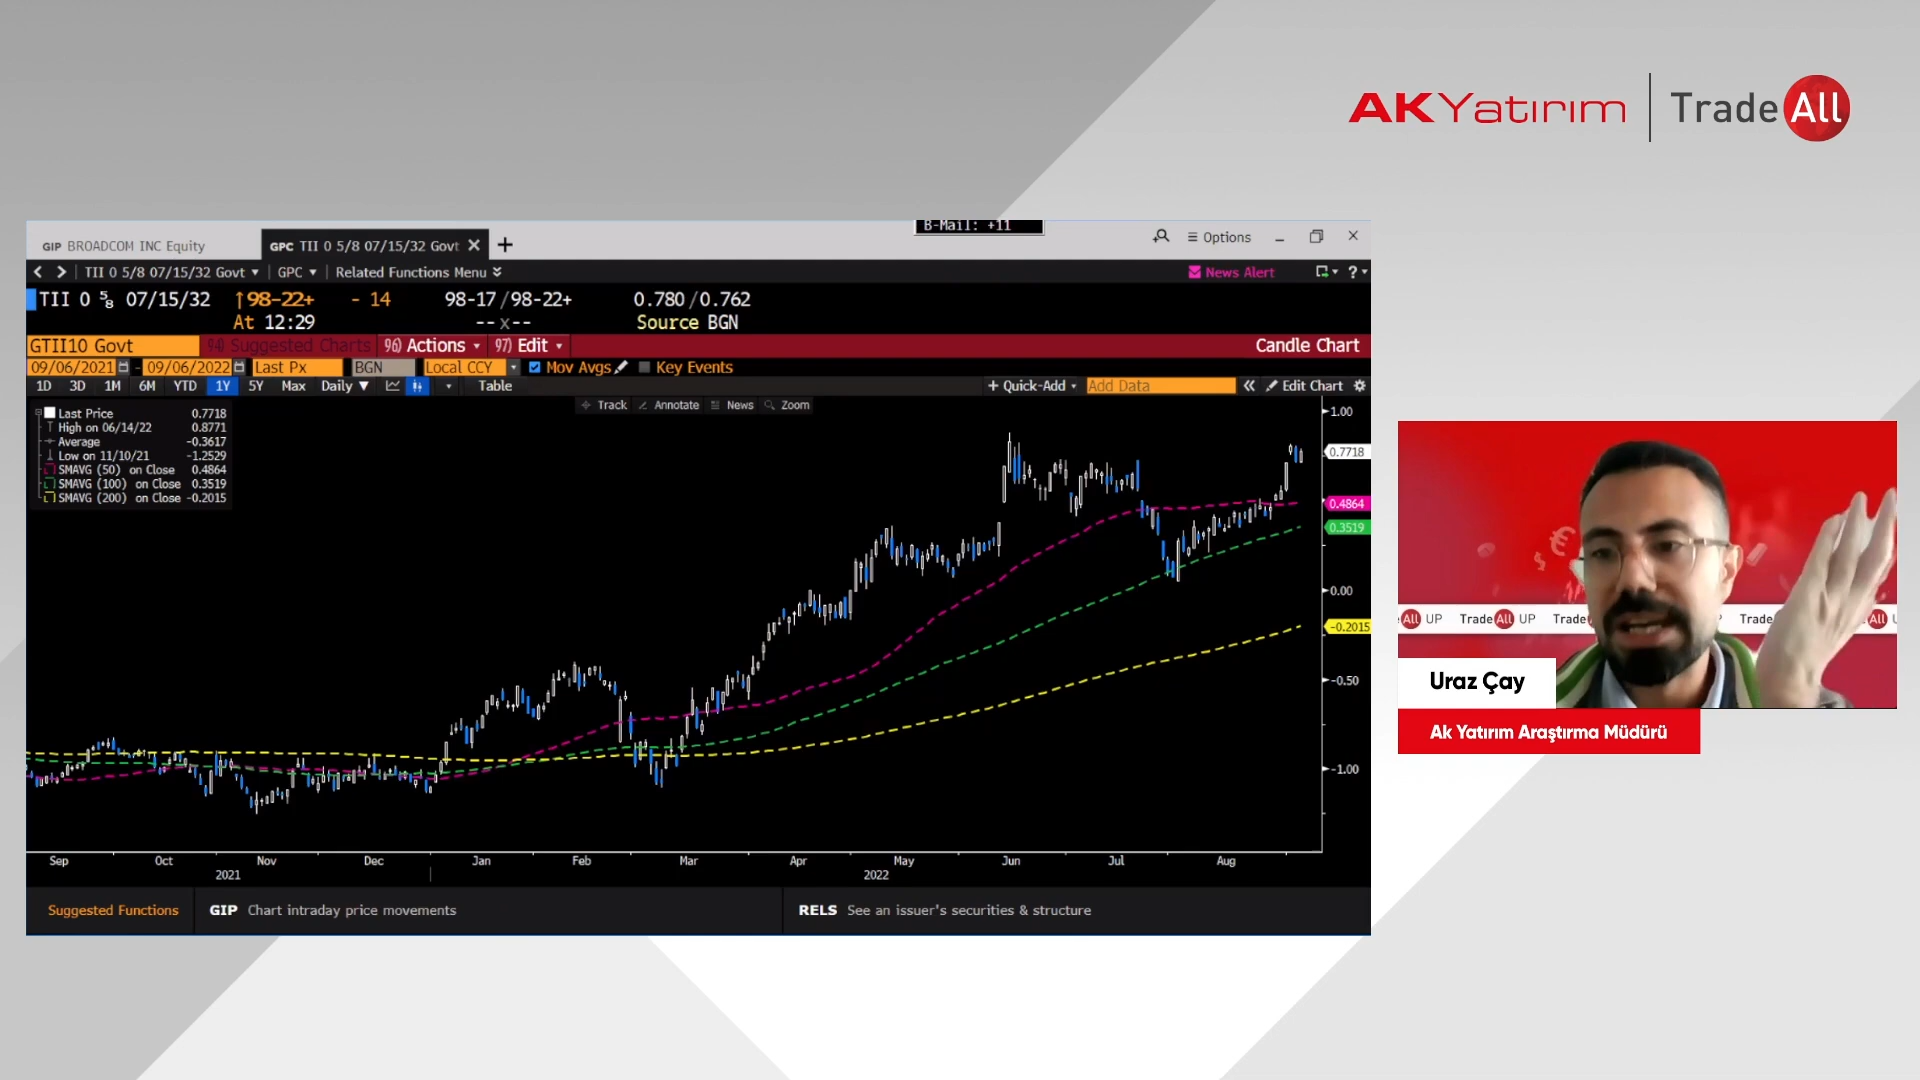 AKYatırım | TradeAll
B-Mail: +11
GIP BROADCOM INC Equity
GPC TII 0 5/8 07/15/32 Govt
Options
TII 0 5/8 07/15/32 Govt
GPC
Related Functions Menu
News Alert
?
TII 0 ⅝ 07/15/32 ↑98-22+ - 14 98-17/98-22+ 0.780/0.762
At 12:29 --x-- Source BGN
GTII10 Govt 94) Suggested Charts 96) Actions 97) Edit Candle Chart
09/06/2021 - 09/06/2022 Last Px BGN Local CCY Mov Avgs Key Events
1D 3D 1M 6M YTD 1Y 5Y Max Daily Table + Quick-Add Add Data « Edit Chart
Track Annotate News Zoom
Last Price 0.7718
High on 06/14/22 0.8771
Average -0.3617
Low on 11/10/21 -1.2529
SMAVG (50) on Close 0.4864
SMAVG (100) on Close 0.3519
SMAVG (200) on Close -0.2015
1.00
0.7718
0.4864
0.3519
0.00
-0.2015
-0.50
-1.00
Sep Oct Nov Dec Jan Feb Mar Apr May Jun Jul Aug
2021 2022
Suggested Functions GIP Chart intraday price movements RELS See an issuer's securities & structure
All UP TradeAll UP Trade Trade All
Uraz Çay
Ak Yatırım Araştırma Müdürü